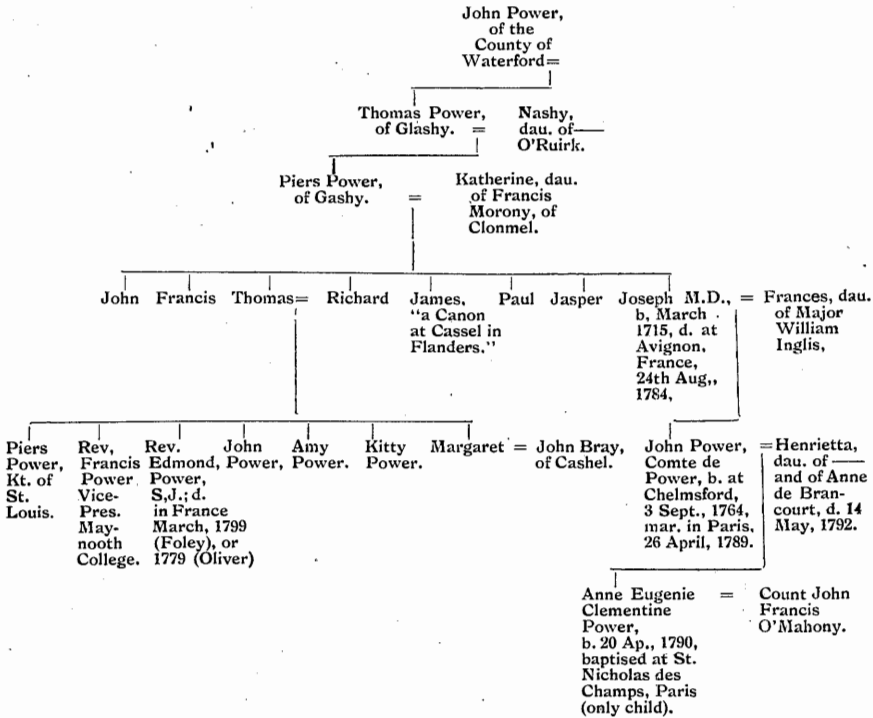 John Power,
of the
County of
Waterford=
Thomas Power,
of Glashy. =
Nashy,
dau. of——
O'Ruirk.
Piers Power,
of Gashy. =
Katherine, dau.
of Francis
Morony, of
Clonmel.
John
Francis
Thomas=
Richard
James,
"a Canon
at Cassel in
Flanders."
Paul
Jasper
Joseph M.D., =
b, March
1715, d. at
Avignon,
France,
24th Aug,,
1784,
Frances, dau.
of Major
William
Inglis,
Piers
Power,
Kt. of
St.
Louis.
Rev,
Francis
Power
Vice-
Pres.
May-
nooth
College.
Rev.
Edmond,
Power,
S,J.; d.
in France
March, 1799
(Foley), or
1779 (Oliver)
John
Power,
Amy
Power.
Kitty
Power.
Margaret =
John Bray,
of Cashel.
John Power,
Comte de
Power, b. at
Chelmsford,
3 Sept., 1764,
mar. in Paris.
26 April, 1789.
=Henrietta,
dau. of ——
and of Anne
de Bran-
court, d. 14
May, 1792.
Anne Eugenie =
Clementine
Power,
b. 20 Ap., 1790,
baptised at St.
Nicholas des
Champs, Paris
(only child).
Count John
Francis
O'Mahony.